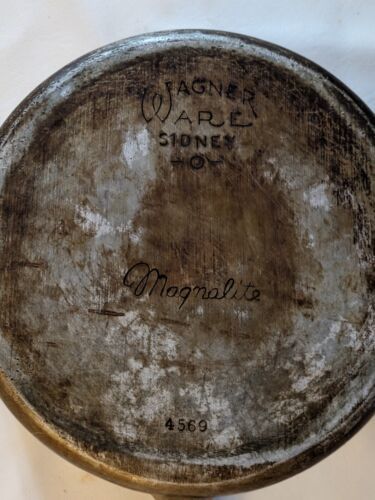 WAGNER
WARE
SIDNEY
-O-
Magnalite
4569